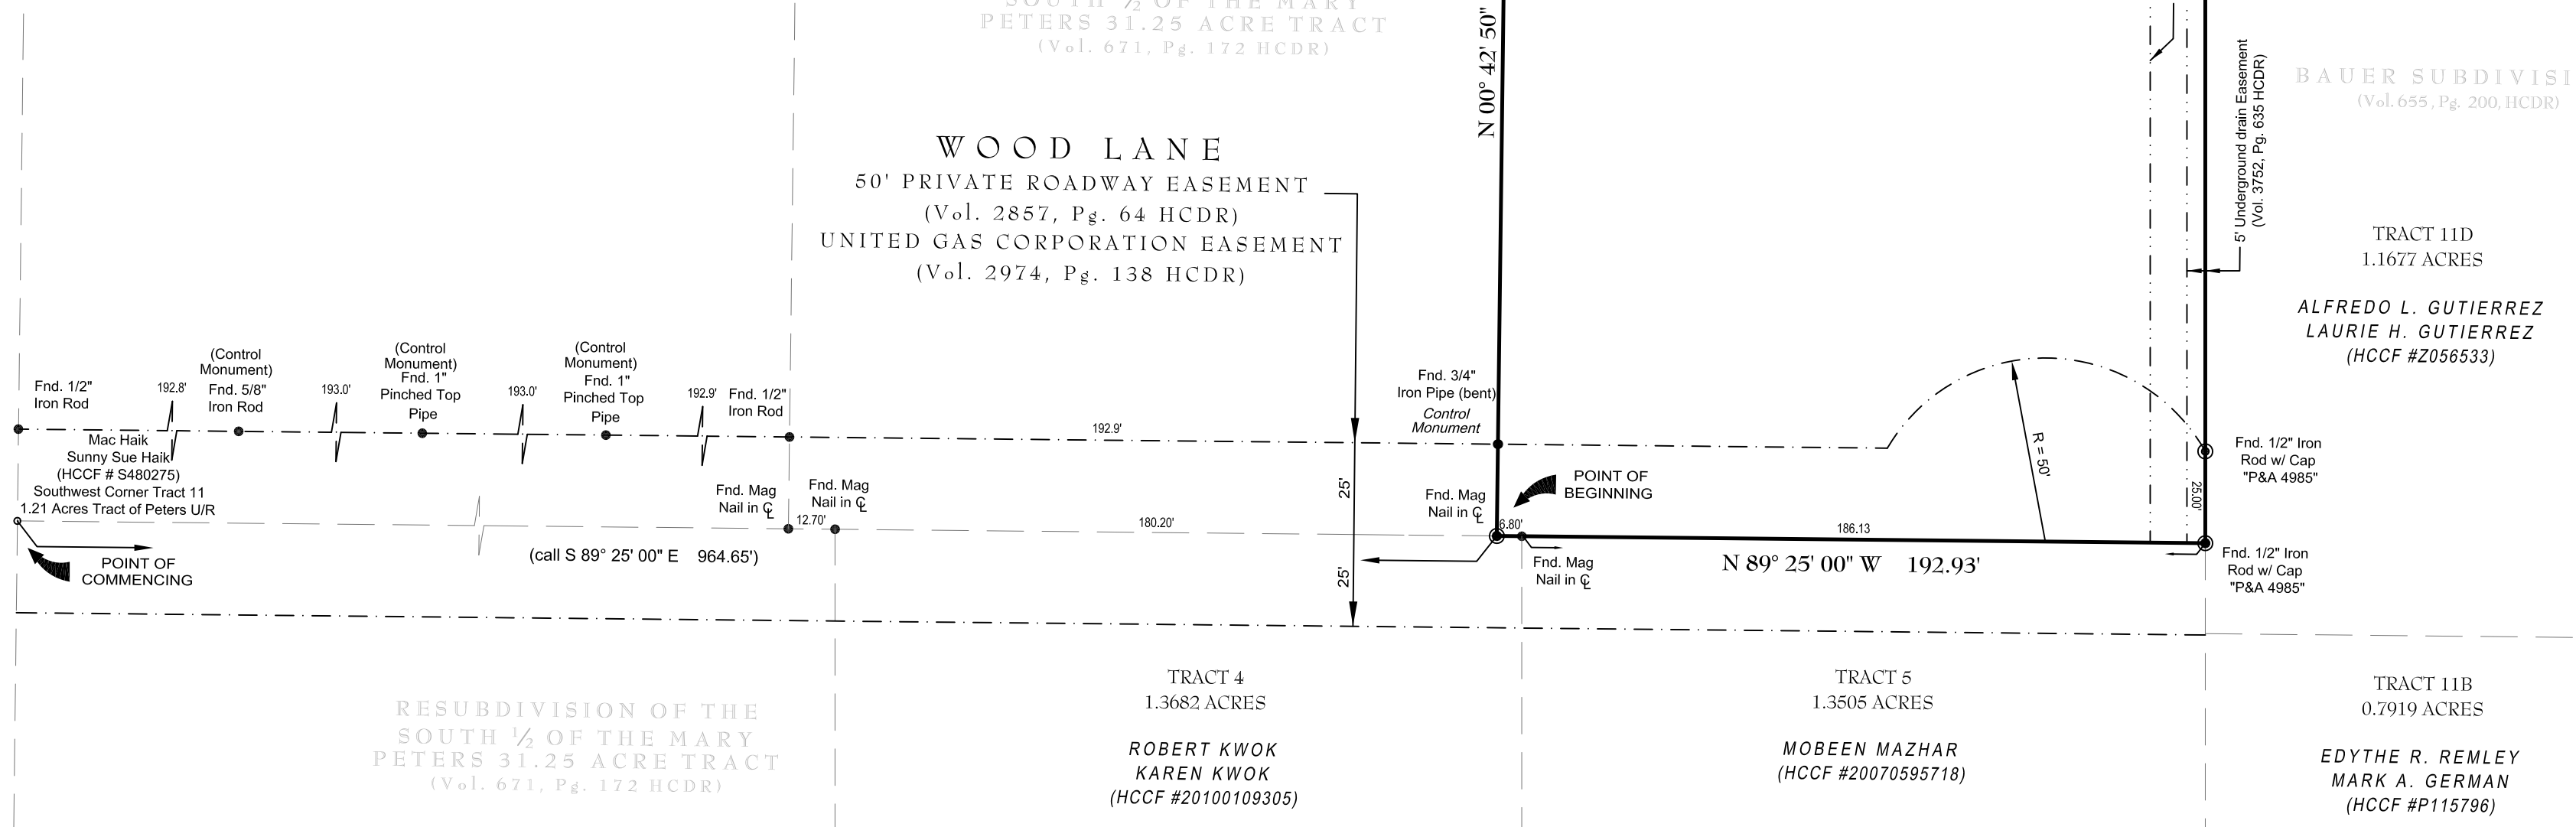 SOUTH ½ OF THE MARY
PETERS 31.25 ACRE TRACT
(Vol. 671, Pg. 172 HCDR)
N 00° 42' 50"
5' Underground drain Easement
(Vol. 3752, Pg. 635 HCDR)
BAUER SUBDIVISI
(Vol. 655, Pg. 200, HCDR)
WOOD LANE
50' PRIVATE ROADWAY EASEMENT
(Vol. 2857, Pg. 64 HCDR)
UNITED GAS CORPORATION EASEMENT
(Vol. 2974, Pg. 138 HCDR)
TRACT 11D
1.1677 ACRES
ALFREDO L. GUTIERREZ
LAURIE H. GUTIERREZ
(HCCF #Z056533)
Fnd. 1/2"
Iron Rod
192.8'
(Control
Monument)
Fnd. 5/8"
Iron Rod
193.0'
(Control
Monument)
Fnd. 1"
Pinched Top
Pipe
193.0'
(Control
Monument)
Fnd. 1"
Pinched Top
Pipe
192.9'
Fnd. 1/2"
Iron Rod
192.9'
Fnd. 3/4"
Iron Pipe (bent)
Control
Monument
R = 50'
Fnd. 1/2" Iron
Rod w/ Cap
"P&A 4985"
Mac Haik
Sunny Sue Haik
(HCCF # S480275)
Southwest Corner Tract 11
1.21 Acres Tract of Peters U/R
POINT OF
COMMENCING
(call S 89° 25' 00" E 964.65')
Fnd. Mag
Nail in ℄
12.70'
Fnd. Mag
Nail in ℄
180.20'
25'
25'
Fnd. Mag
Nail in ℄
POINT OF
BEGINNING
6.80'
Fnd. Mag
Nail in ℄
186.13
N 89° 25' 00" W 192.93'
25.00'
Fnd. 1/2" Iron
Rod w/ Cap
"P&A 4985"
RESUBDIVISION OF THE
SOUTH ½ OF THE MARY
PETERS 31.25 ACRE TRACT
(Vol. 671, Pg. 172 HCDR)
TRACT 4
1.3682 ACRES
ROBERT KWOK
KAREN KWOK
(HCCF #20100109305)
TRACT 5
1.3505 ACRES
MOBEEN MAZHAR
(HCCF #20070595718)
TRACT 11B
0.7919 ACRES
EDYTHE R. REMLEY
MARK A. GERMAN
(HCCF #P115796)